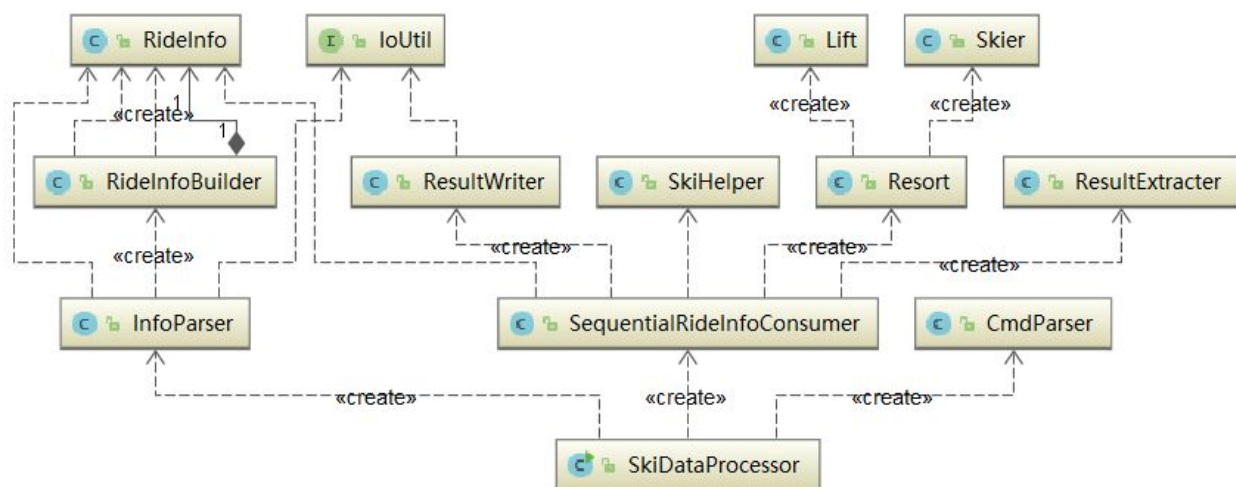 RideInfo
IoUtil
Lift
Skier
1
«create»
1
«create»
«create»
RideInfoBuilder
ResultWriter
SkiHelper
Resort
ResultExtracter
«create»
«create»
«create»
«create»
InfoParser
SequentialRideInfoConsumer
CmdParser
«create»
«create»
«create»
SkiDataProcessor